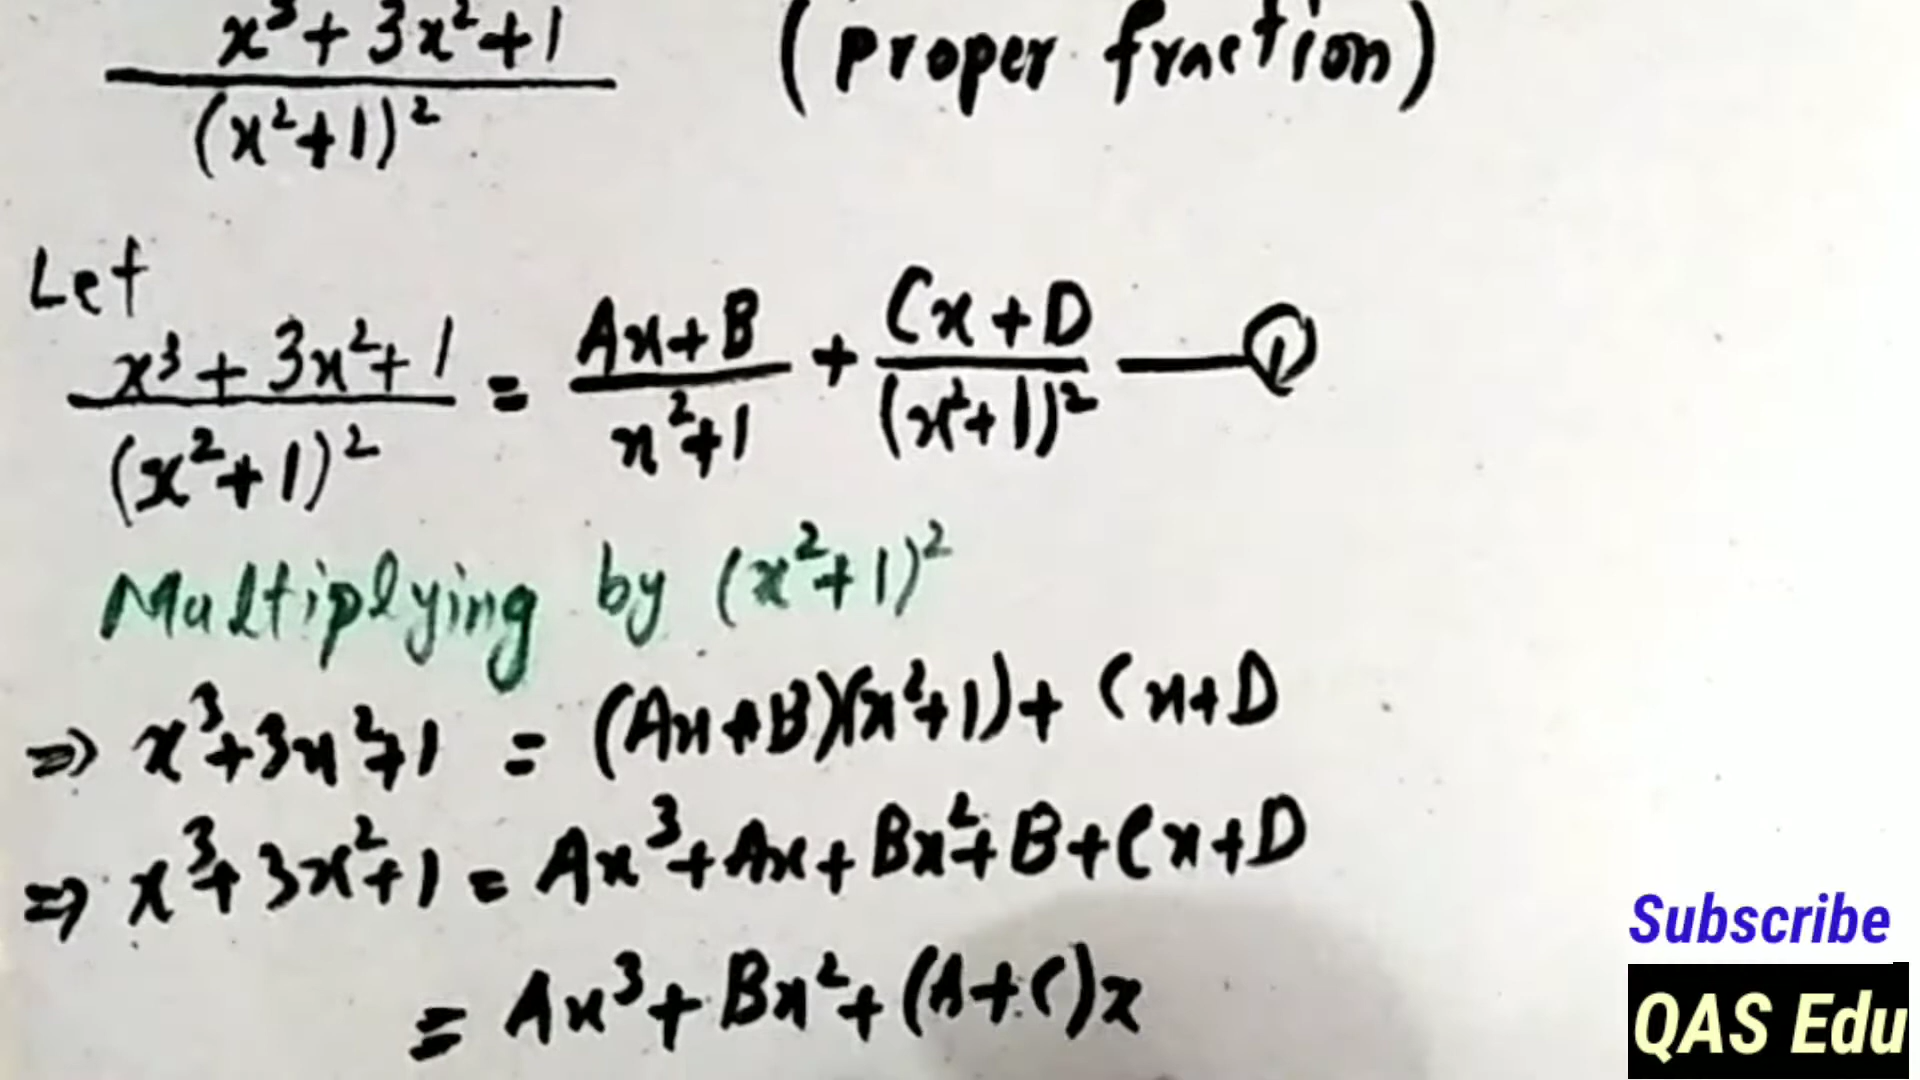 x³ + 3x² + 1 (proper fraction)
(x² + 1)²
Let
x³ + 3x² + 1 = Ax + B + Cx + D — ①
(x² + 1)² x² + 1 (x² + 1)²
Multiplying by (x² + 1)²
⇒ x³ + 3x² + 1 = (Ax + B)(x² + 1) + Cx + D
⇒ x³ + 3x² + 1 = Ax³ + Ax + Bx² + B + Cx + D
= Ax³ + Bx² + (A + C)x
Subscribe
QAS Edu